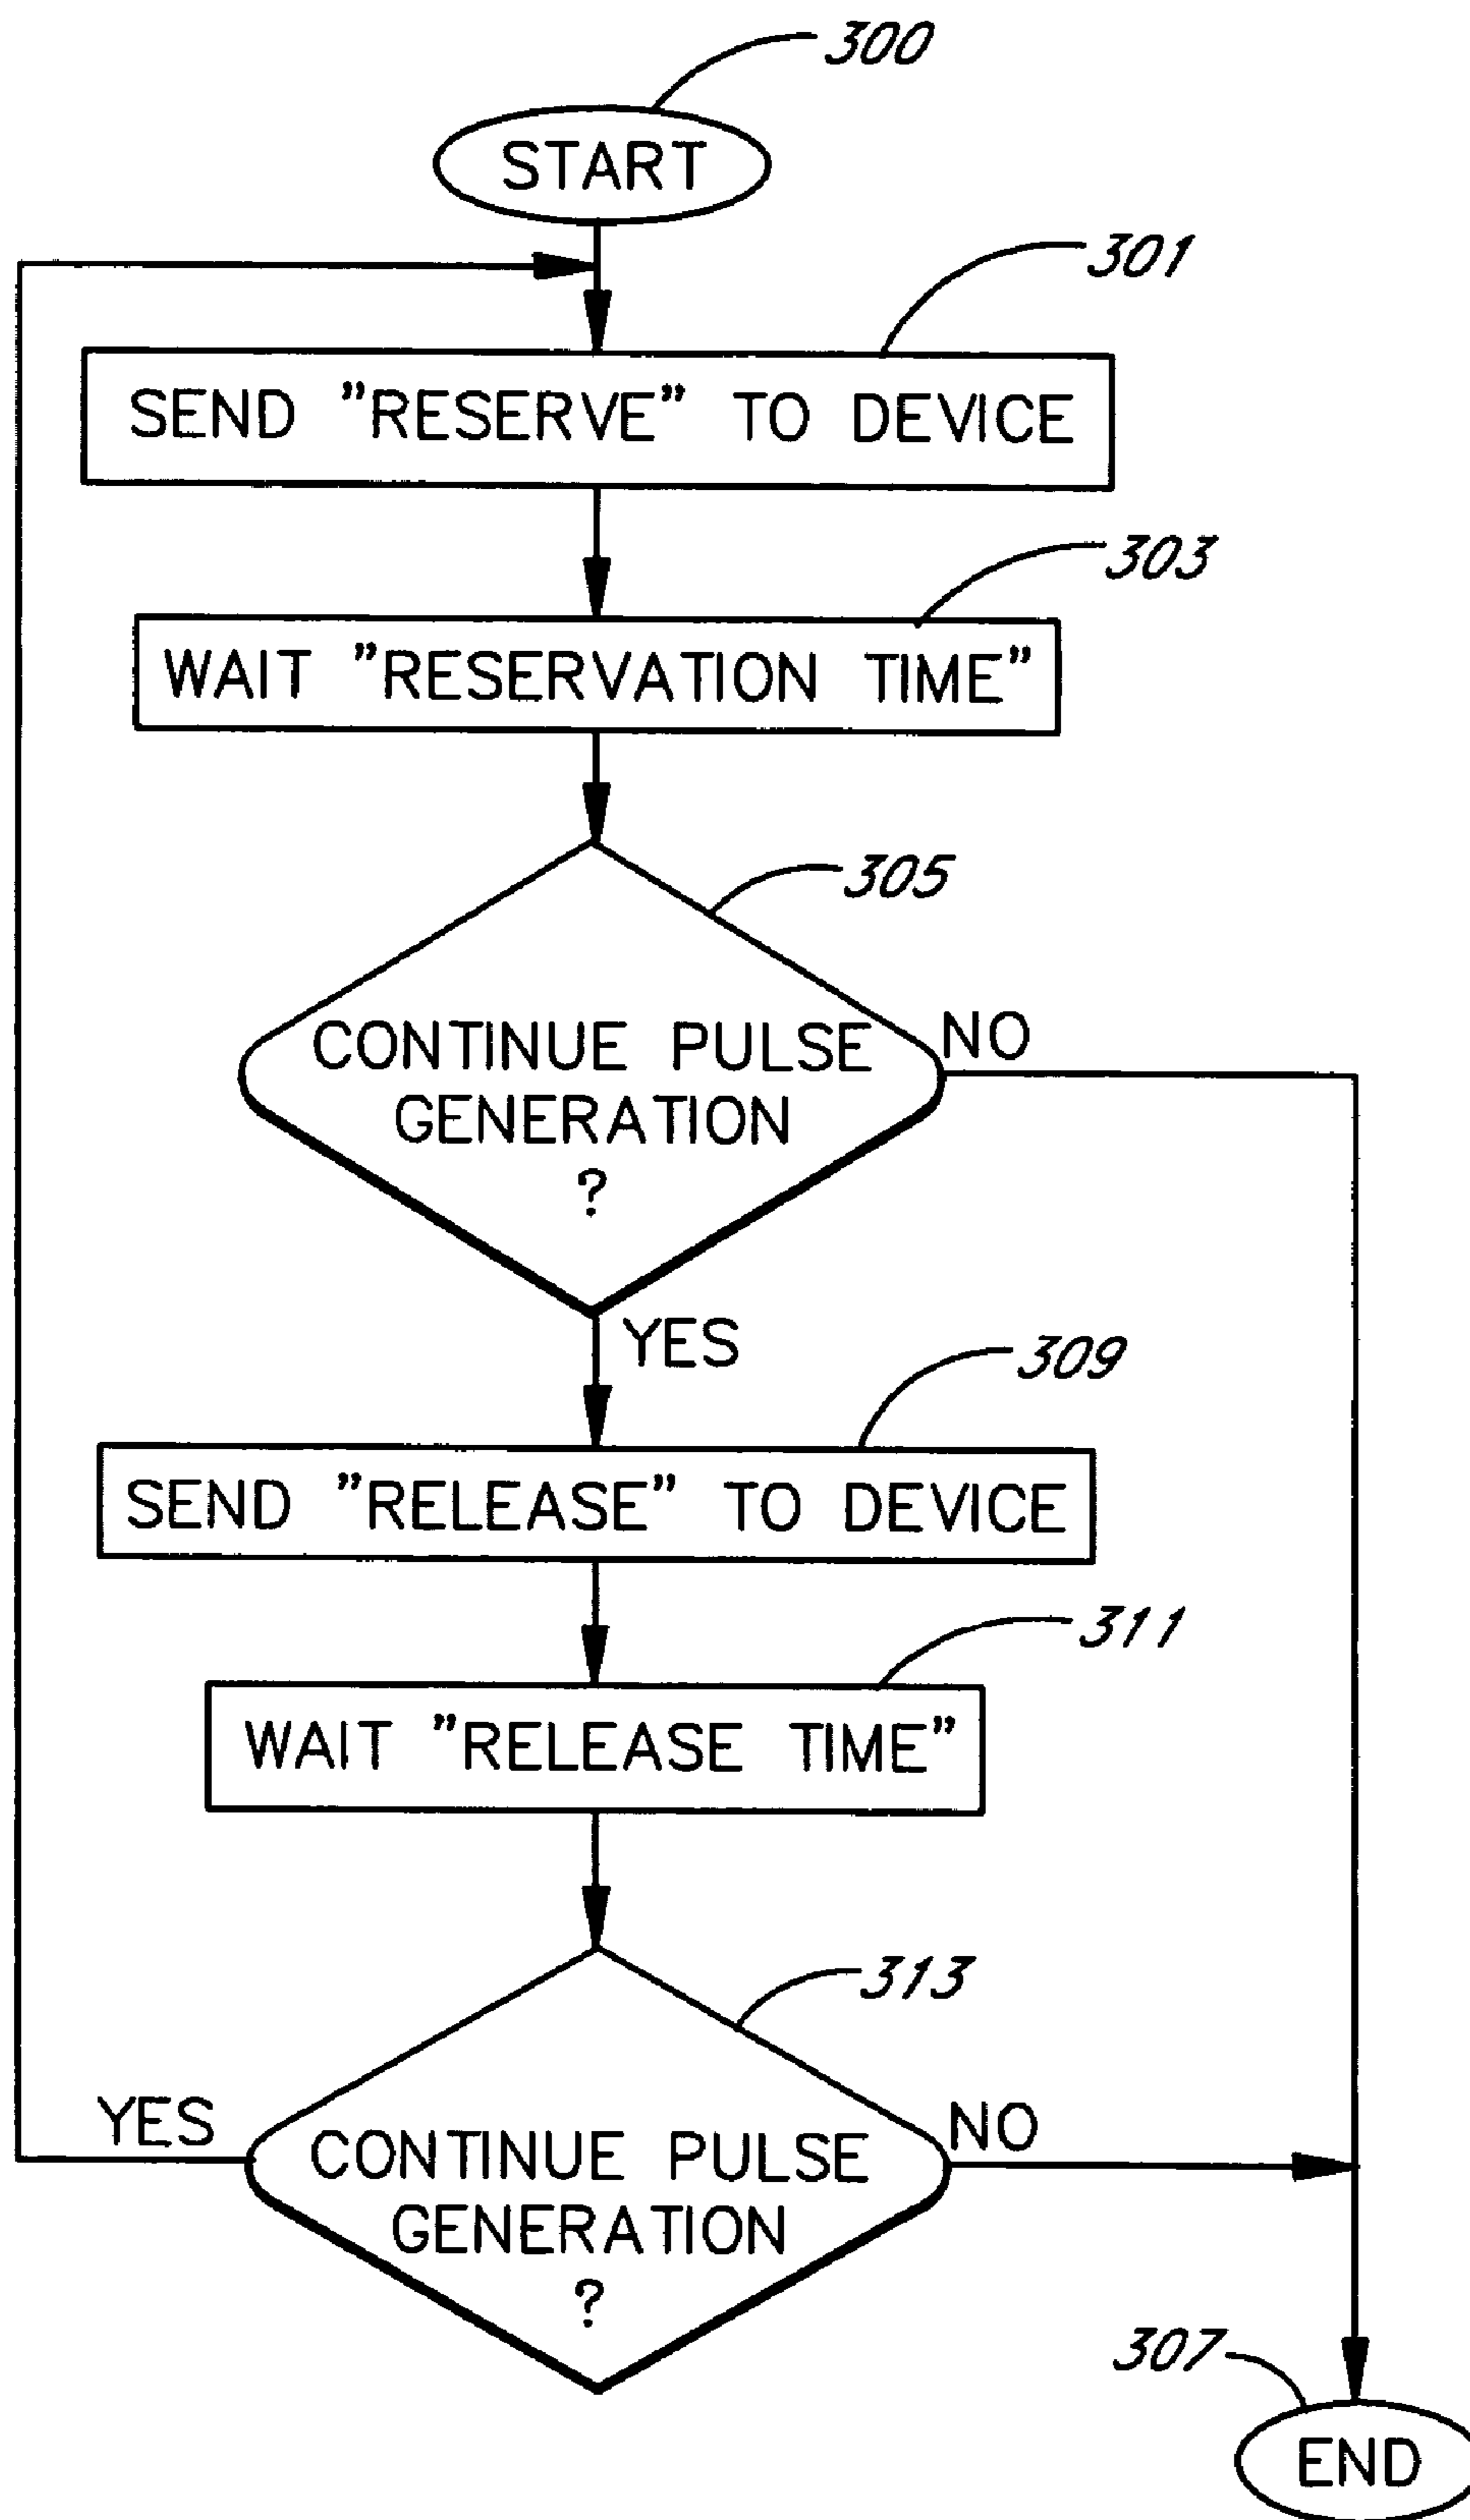 300
START
301
SEND ”RESERVE” TO DEVICE
303
WAIT ”RESERVATION TIME”
305
CONTINUE PULSE
GENERATION
?
NO
YES
309
SEND ”RELEASE” TO DEVICE
311
WAIT ”RELEASE TIME”
313
YES
CONTINUE PULSE
GENERATION
?
NO
307
END